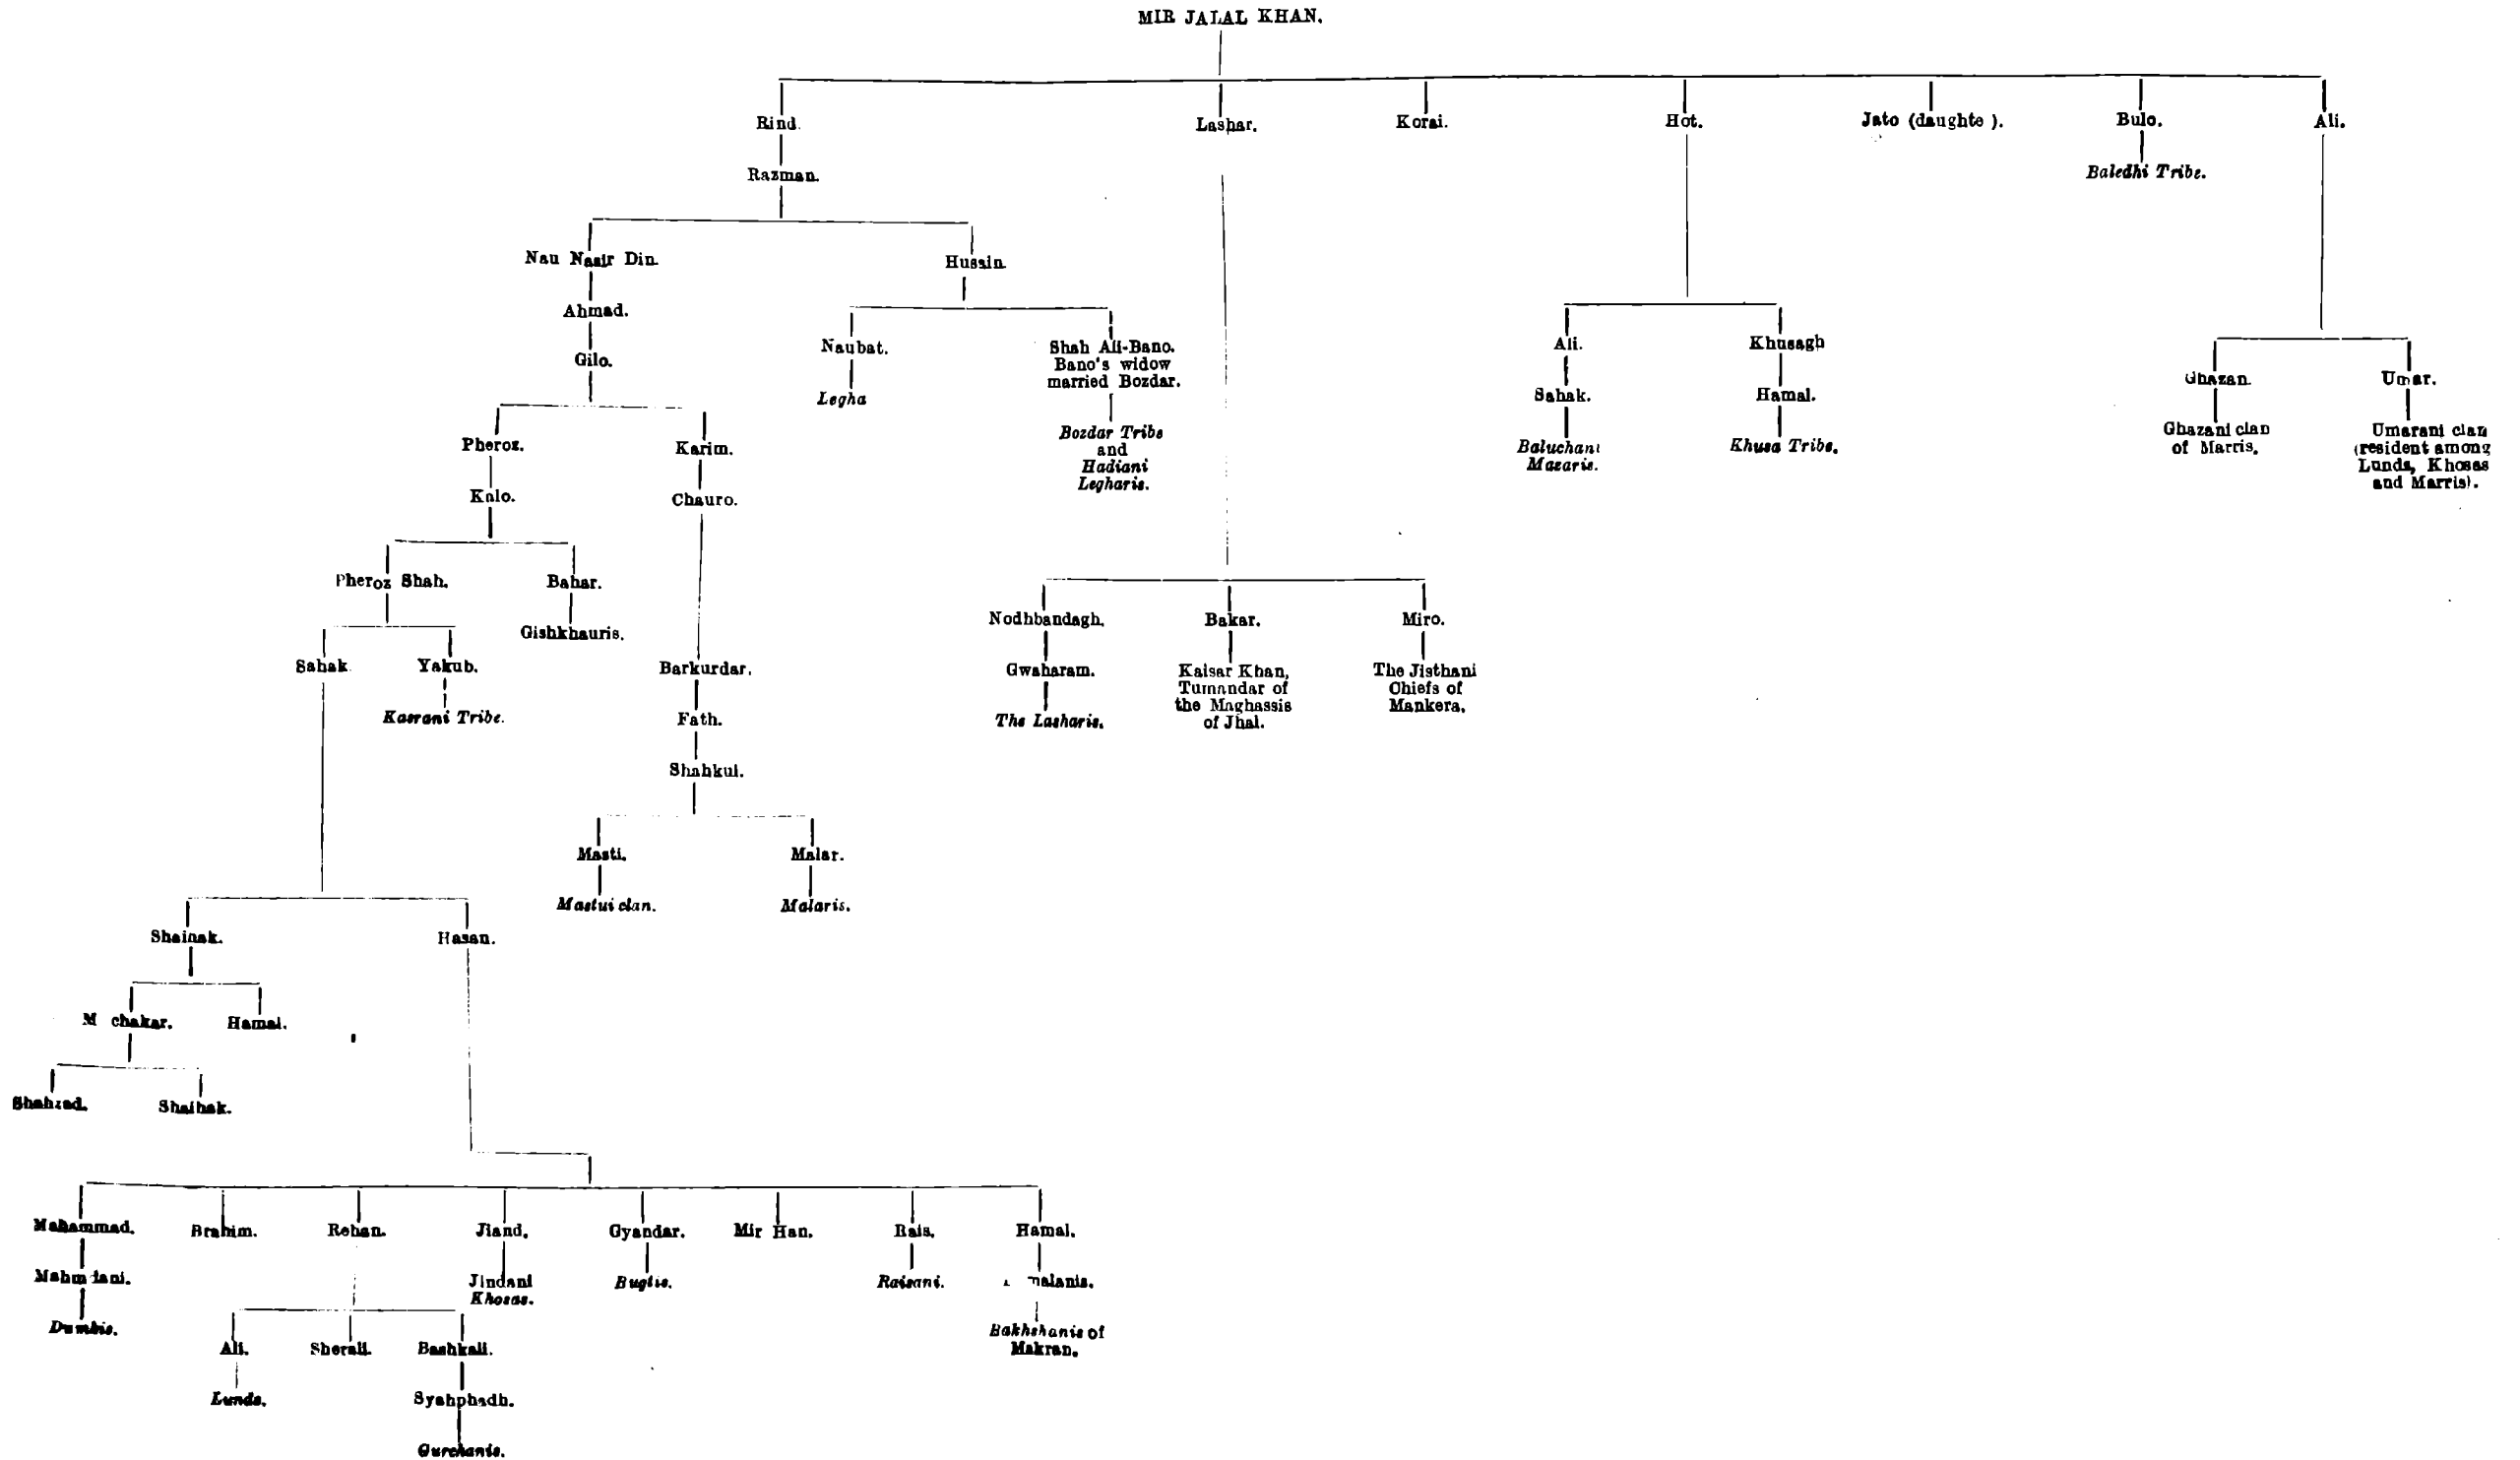 MIR JALAL KHAN.
Rind.
Lashar.
Korai.
Hot.
Jato (daughte ).
Bulo.
Ali.
Razman.
Baledhi Tribe.
Nau Nasir Din.
Hussin.
Ahmad.
Gilo.
Naubat.
Shah Ali-Bano.
Bano's widow
married Bozdar.
Ali.
Khusagh
Ghazan.
Umar.
Legha
Bozdar Tribe
and
Hadiani
Legharis.
Sahak.
Hamal.
Baluchani
Mazaris.
Khusa Tribe.
Ghazani clan
of Marris.
Umarani clan
(resident among
Lunds, Khosas
and Marris).
Pheroz.
Karim.
Kalo.
Chauro.
Pheroz Shah.
Bahar.
Gishkhauris.
Nodhbandagh.
Bakar.
Miro.
Sahak.
Yakub.
Barkurdar.
Gwaharam.
Kaisar Khan,
Tumandar of
the Maghassis
of Jhal.
The Jisthani
Chiefs of
Mankera.
Kasrani Tribe.
Fath.
The Lasharis.
Shahkul.
Masti.
Malar.
Mastui clan.
Malaris.
Shaihak.
Hasan.
M chakar.
Hamal.
Shahzad.
Shaihak.
Mahammad.
Brahim.
Rehan.
Jiand.
Gyandar.
Mir Han.
Rais.
Hamal.
Mahmdani.
Jindani
Khosas.
Bugtis.
Raisani.
malanis.
Dumkis.
Ali.
Sherali.
Bashkali.
Bakhshanis of
Makran.
Lunds.
Syahphadh.
Gurchanis.